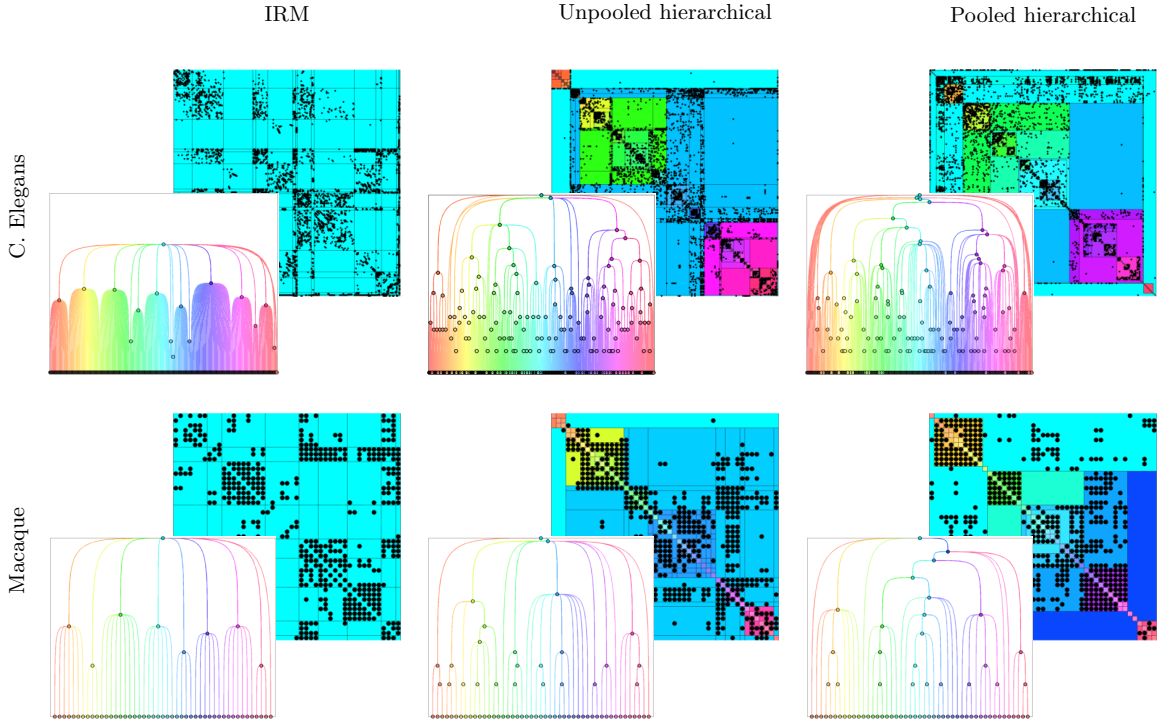 IRM
Unpooled hierarchical
Pooled hierarchical
C. Elegans
Macaque